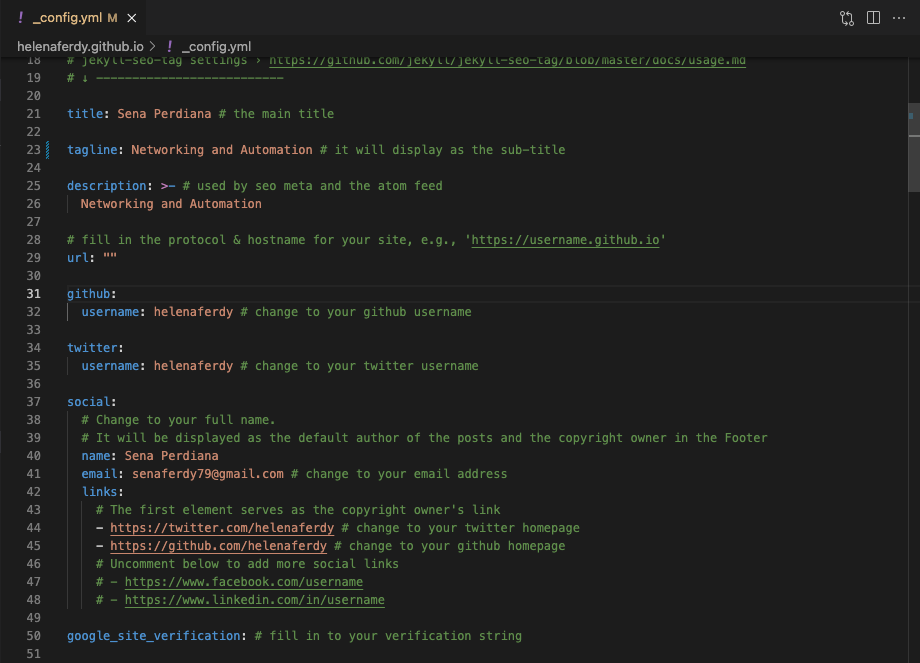 ! _config.yml M ×
helenaferdy.github.io > ! _config.yml
18 # jekyll-seo-tag settings › https://github.com/jekyll/jekyll-seo-tag/blob/master/docs/usage.md
19 # ↓ --------------------------
20
21 title: Sena Perdiana # the main title
22
23 tagline: Networking and Automation # it will display as the sub-title
24
25 description: >- # used by seo meta and the atom feed
26   Networking and Automation
27
28 # fill in the protocol & hostname for your site, e.g., 'https://username.github.io'
29 url: ""
30
31 github:
32   username: helenaferdy # change to your github username
33
34 twitter:
35   username: helenaferdy # change to your twitter username
36
37 social:
38   # Change to your full name.
39   # It will be displayed as the default author of the posts and the copyright owner in the Footer
40   name: Sena Perdiana
41   email: senaferdy79@gmail.com # change to your email address
42   links:
43     # The first element serves as the copyright owner's link
44     - https://twitter.com/helenaferdy # change to your twitter homepage
45     - https://github.com/helenaferdy # change to your github homepage
46     # Uncomment below to add more social links
47     # - https://www.facebook.com/username
48     # - https://www.linkedin.com/in/username
49
50 google_site_verification: # fill in to your verification string
51